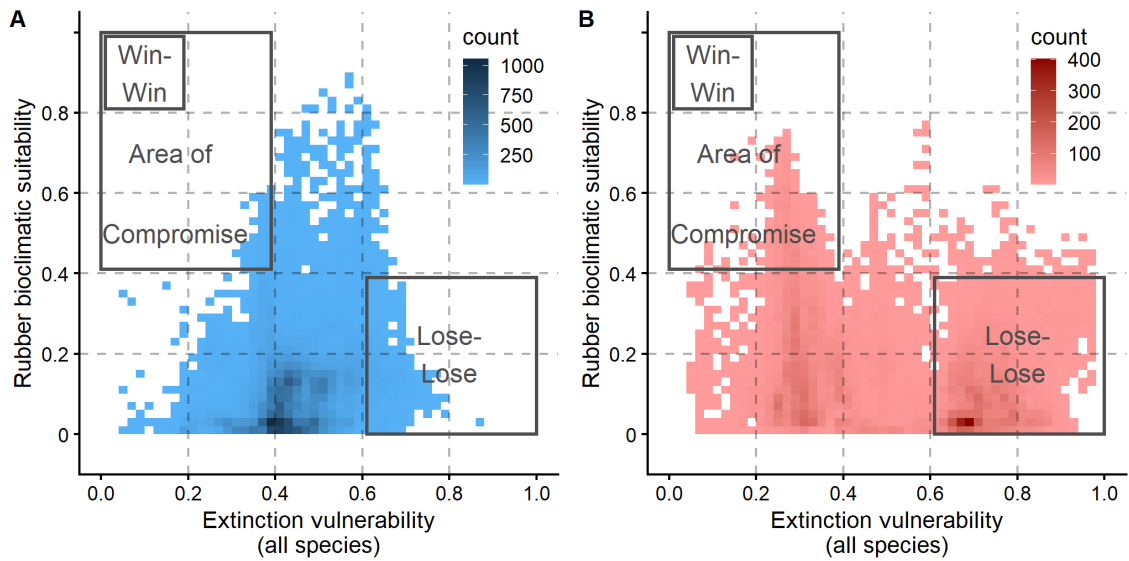 A
Rubber bioclimatic suitability
0.8
0.6
0.4
0.2
0
Win-
Win
Area of
Compromise
Lose-
Lose
count
1000
750
500
250
0.0
0.2
0.4
0.6
0.8
1.0
Extinction vulnerability
(all species)
B
Rubber bioclimatic suitability
0.8
0.6
0.4
0.2
0
Win-
Win
Area of
Compromise
Lose-
Lose
count
400
300
200
100
0.0
0.2
0.4
0.6
0.8
1.0
Extinction vulnerability
(all species)